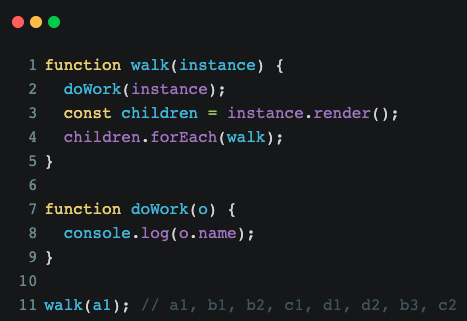 1 function walk(instance) {
2   doWork(instance);
3   const children = instance.render();
4   children.forEach(walk);
5 }
6
7 function doWork(o) {
8   console.log(o.name);
9 }
10
11 walk(a1); // a1, b1, b2, c1, d1, d2, b3, c2